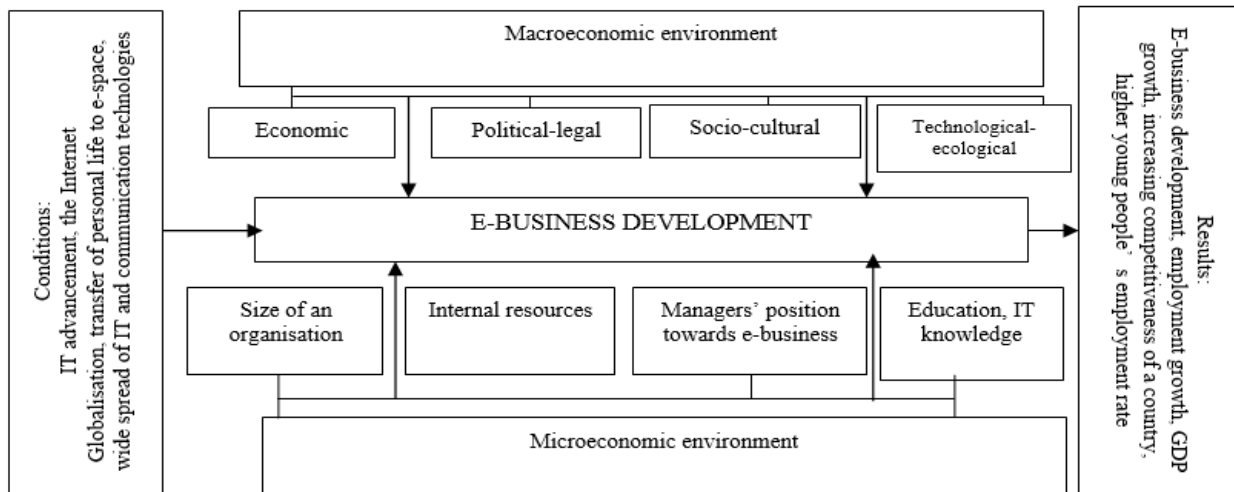 Conditions:
IT advancement, the Internet
Globalisation, transfer of personal life to e-space,
wide spread of IT and communication technologies
Macroeconomic environment
Economic
Political-legal
Socio-cultural
Technological-
ecological
E-BUSINESS DEVELOPMENT
Size of an
organisation
Internal resources
Managers’ position
towards e-business
Education, IT
knowledge
Microeconomic environment
Results:
E-business development, employment growth, GDP
growth, increasing competitiveness of a country,
higher young people’ s employment rate